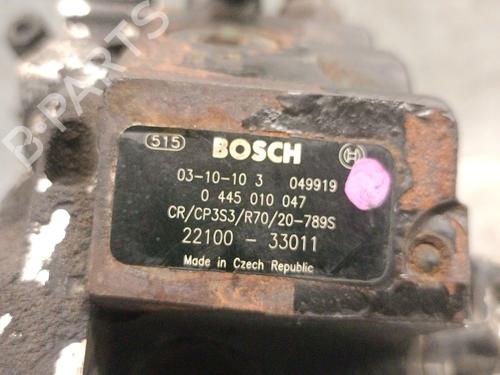 515 BOSCH
03-10-10 3 049919
0 445 010 047
CR/CP3S3/R70/20-789S
22100 - 33011
Made in Czech Republic
B-PARTS